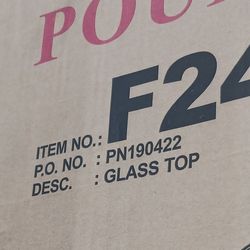 POU
ITEM NO.: F24
P.O. NO. : PN190422
DESC. : GLASS TOP